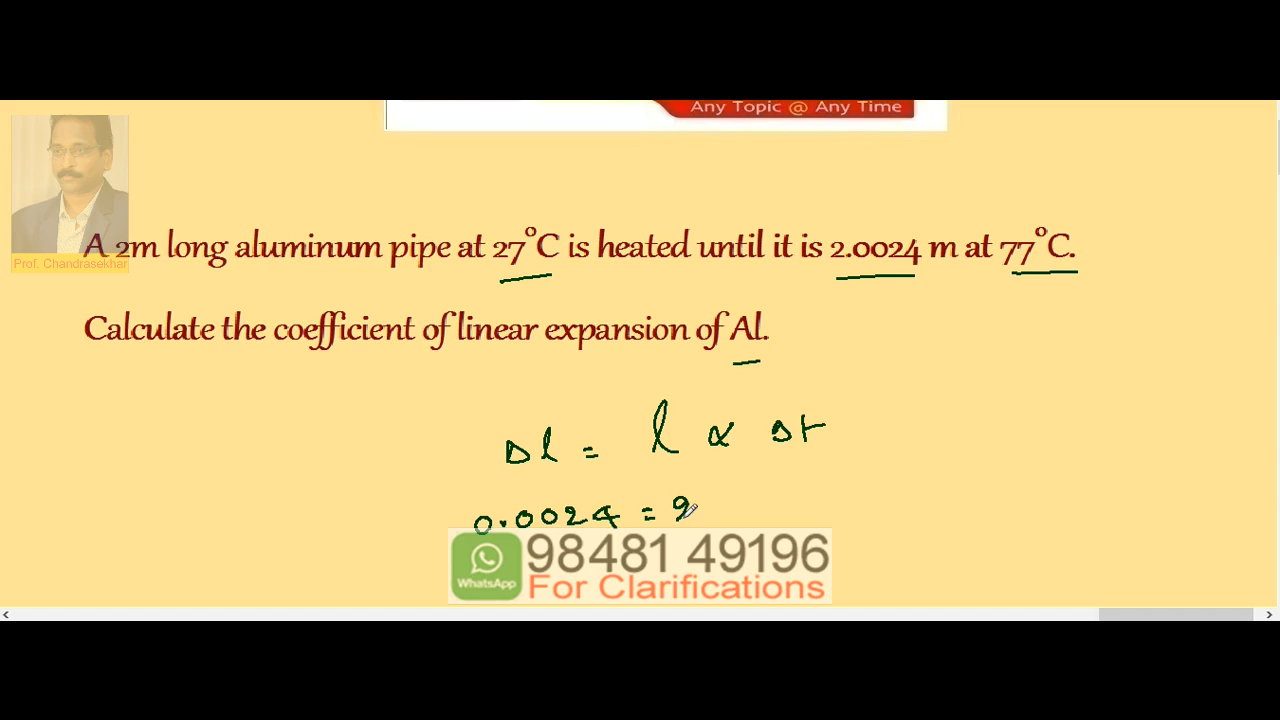 Any Topic @ Any Time
A 2m long aluminum pipe at 27°C is heated until it is 2.0024 m at 77°C.
Prof. Chandrasekhar
Calculate the coefficient of linear expansion of Al.
Δl = l α Δt
0.0024 = 2
98481 49196
WhatsApp
For Clarifications